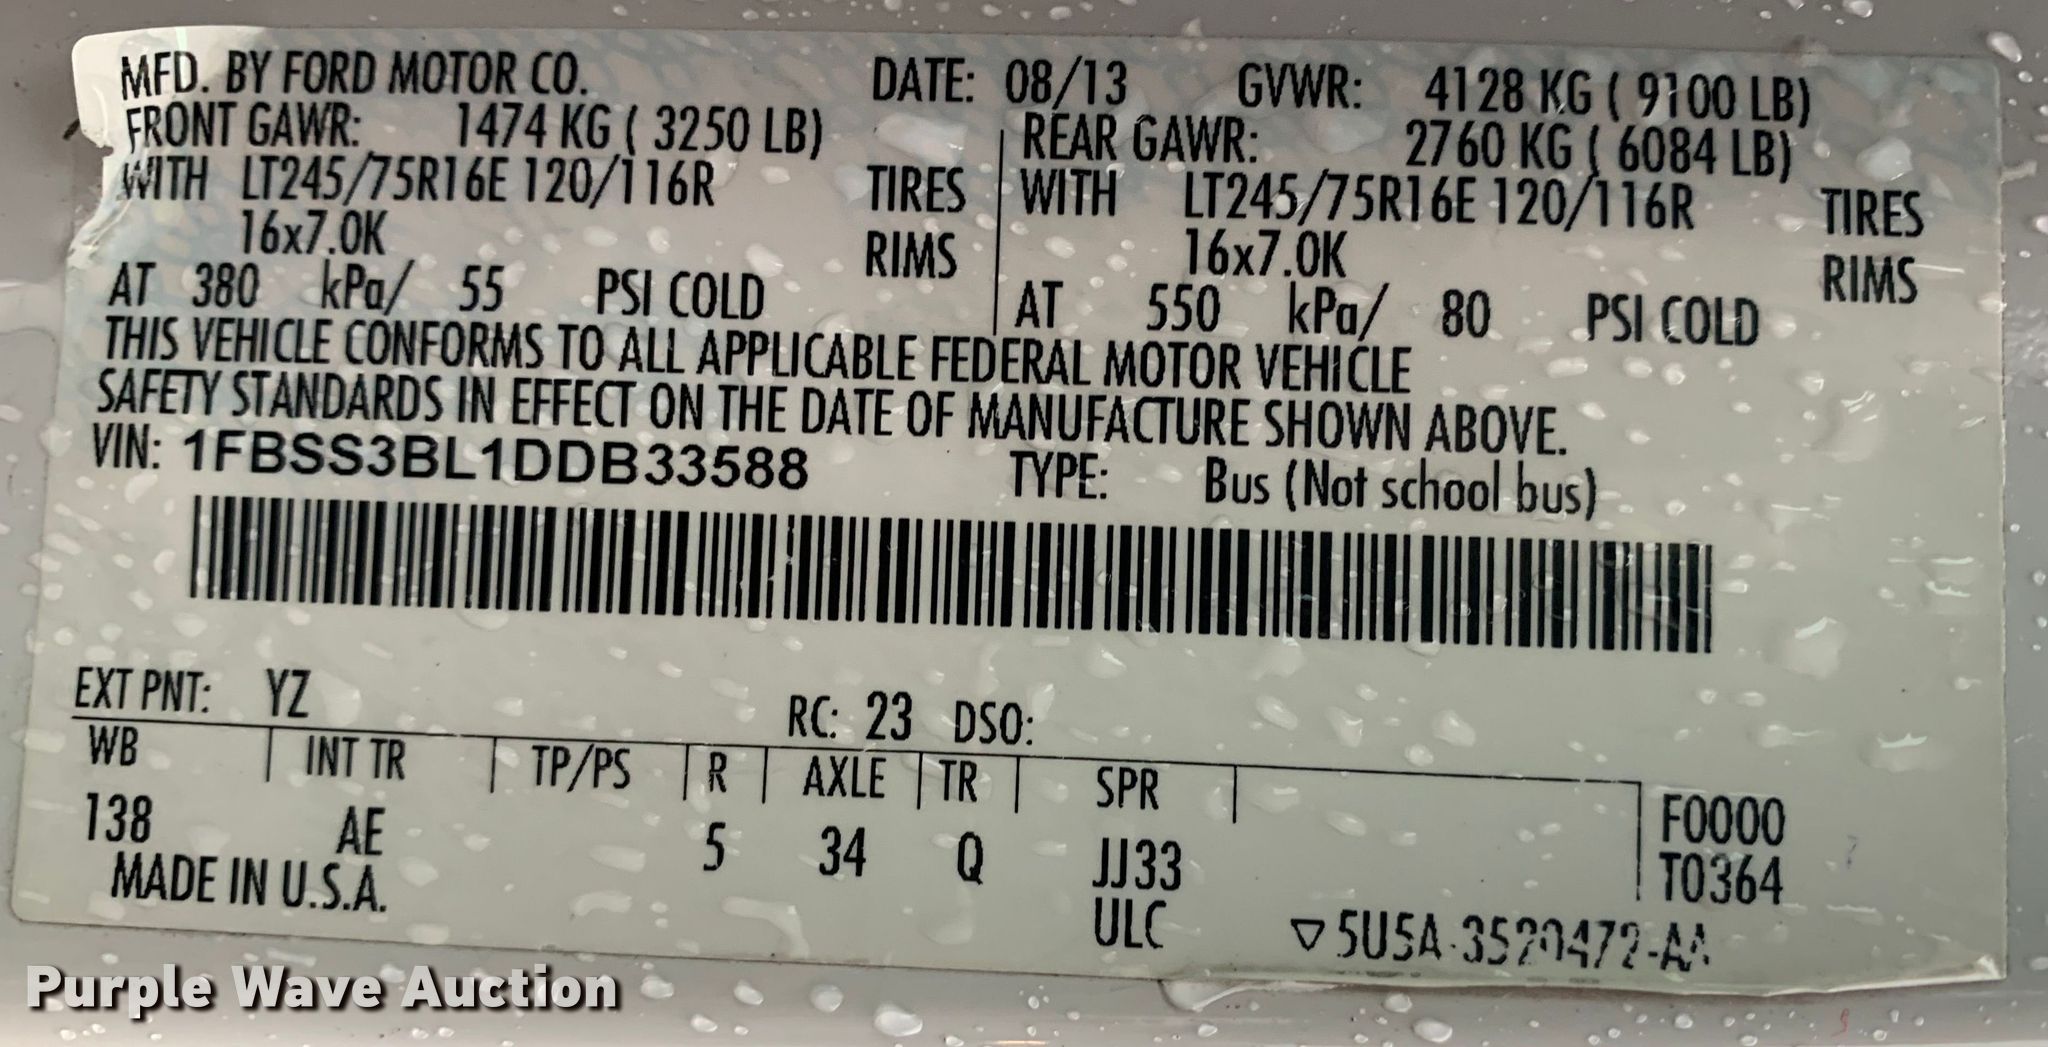 MFD. BY FORD MOTOR CO. DATE: 08/13 GVWR: 4128 KG ( 9100 LB)
FRONT GAWR: 1474 KG ( 3250 LB) REAR GAWR: 2760 KG ( 6084 LB)
WITH LT245/75R16E 120/116R TIRES WITH LT245/75R16E 120/116R TIRES
16x7.0K RIMS 16x7.0K RIMS
AT 380 kPa/ 55 PSI COLD AT 550 kPa/ 80 PSI COLD
THIS VEHICLE CONFORMS TO ALL APPLICABLE FEDERAL MOTOR VEHICLE
SAFETY STANDARDS IN EFFECT ON THE DATE OF MANUFACTURE SHOWN ABOVE.
VIN: 1FBSS3BL1DDB33588 TYPE: Bus (Not school bus)
EXT PNT: YZ RC: 23 DSO:
WB INT TR TP/PS R AXLE TR SPR
138 AE 5 34 Q JJ33 F0000
T0364
MADE IN U.S.A. ULC ▽5U5A-3520472-AA
Purple Wave Auction